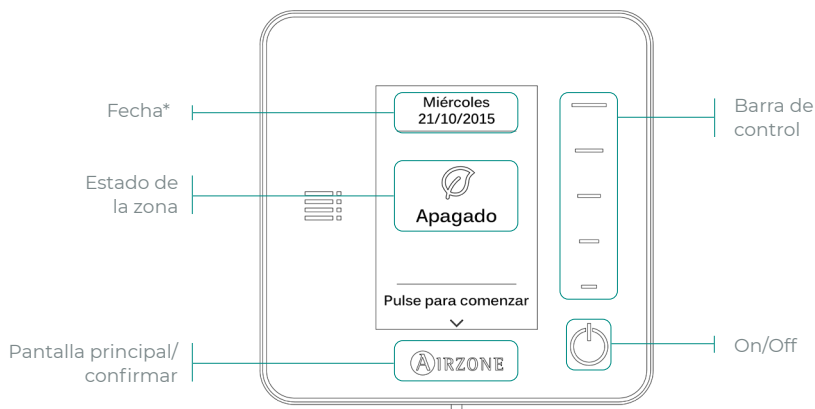 Fecha*
Miércoles
21/10/2015
Barra de
control
Estado de
la zona
Apagado
Pulse para comenzar
Pantalla principal/
confirmar
AIRZONE
On/Off